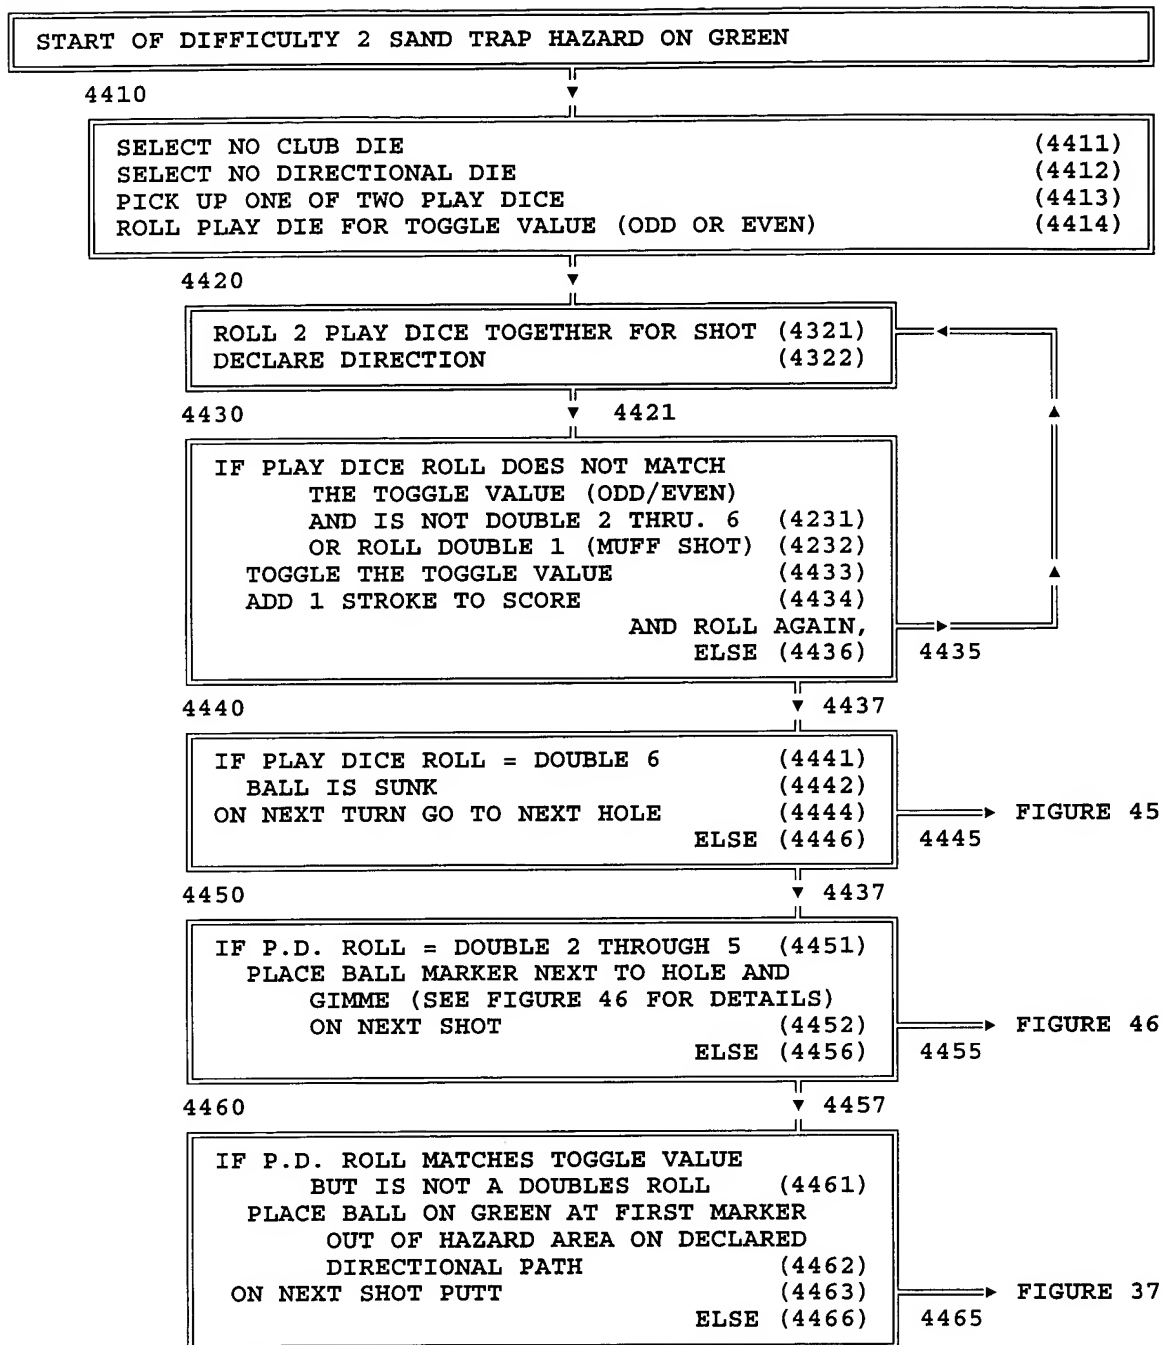 START OF DIFFICULTY 2 SAND TRAP HAZARD ON GREEN
4410
SELECT NO CLUB DIE (4411)
SELECT NO DIRECTIONAL DIE (4412)
PICK UP ONE OF TWO PLAY DICE (4413)
ROLL PLAY DIE FOR TOGGLE VALUE (ODD OR EVEN) (4414)
4420
ROLL 2 PLAY DICE TOGETHER FOR SHOT (4321)
DECLARE DIRECTION (4322)
4430 4421
IF PLAY DICE ROLL DOES NOT MATCH
THE TOGGLE VALUE (ODD/EVEN)
AND IS NOT DOUBLE 2 THRU. 6 (4231)
OR ROLL DOUBLE 1 (MUFF SHOT) (4232)
TOGGLE THE TOGGLE VALUE (4433)
ADD 1 STROKE TO SCORE (4434)
AND ROLL AGAIN,
ELSE (4436) 4435
4440 4437
IF PLAY DICE ROLL = DOUBLE 6 (4441)
BALL IS SUNK (4442)
ON NEXT TURN GO TO NEXT HOLE (4444) FIGURE 45
ELSE (4446) 4445
4450 4437
IF P.D. ROLL = DOUBLE 2 THROUGH 5 (4451)
PLACE BALL MARKER NEXT TO HOLE AND
GIMME (SEE FIGURE 46 FOR DETAILS)
ON NEXT SHOT (4452) FIGURE 46
ELSE (4456) 4455
4460 4457
IF P.D. ROLL MATCHES TOGGLE VALUE
BUT IS NOT A DOUBLES ROLL (4461)
PLACE BALL ON GREEN AT FIRST MARKER
OUT OF HAZARD AREA ON DECLARED
DIRECTIONAL PATH (4462)
ON NEXT SHOT PUTT (4463) FIGURE 37
ELSE (4466) 4465